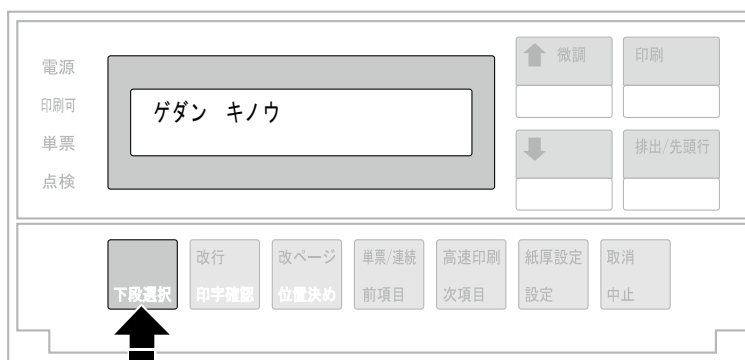 電源
印刷可
単票
点検
ゲダン キノウ
微調
印刷
排出/先頭行
下段選択
改行
印字確認
改ページ
位置決め
単票/連続
前項目
高速印刷
次項目
紙厚設定
設定
取消
中止